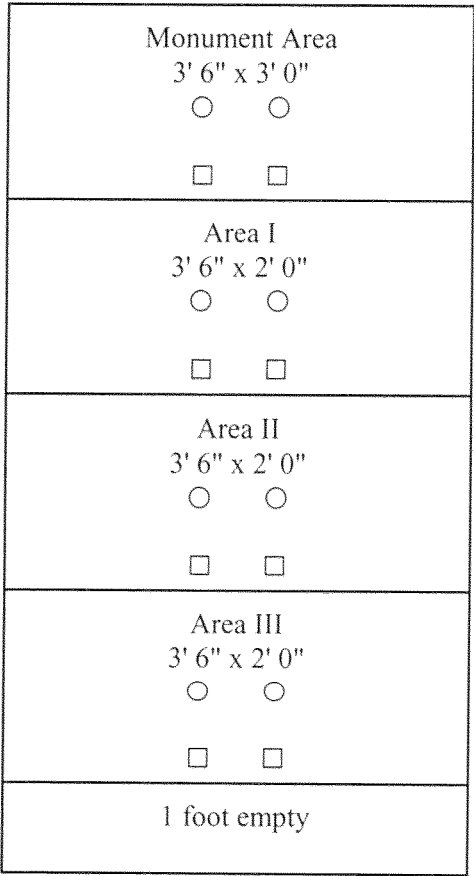 Monument Area
3' 6" x 3' 0"
Area I
3' 6" x 2' 0"
Area II
3' 6" x 2' 0"
Area III
3' 6" x 2' 0"
1 foot empty